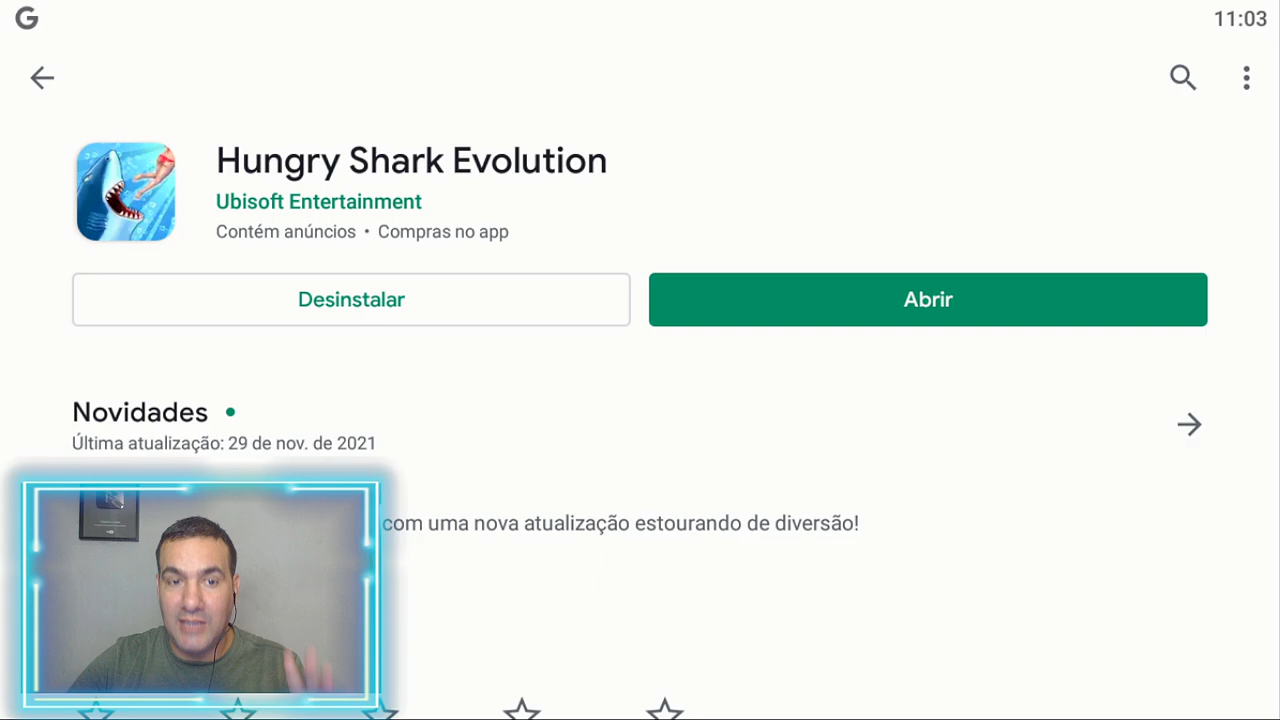 11:03
Hungry Shark Evolution
Ubisoft Entertainment
Contém anúncios • Compras no app
Desinstalar
Abrir
Novidades
Última atualização: 29 de nov. de 2021
com uma nova atualização estourando de diversão!